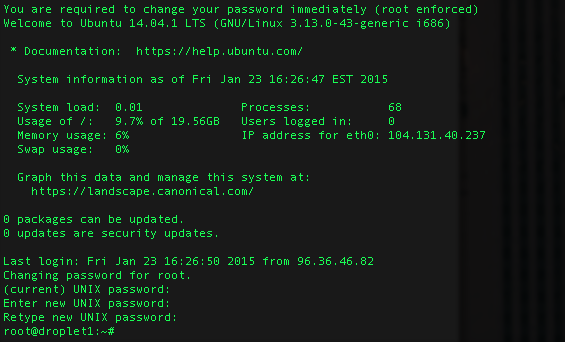 You are required to change your password immediately (root enforced)
Welcome to Ubuntu 14.04.1 LTS (GNU/Linux 3.13.0-43-generic i686)
* Documentation:  https://help.ubuntu.com/
System information as of Fri Jan 23 16:26:47 EST 2015
System load:  0.01              Processes:           68
Usage of /:   9.7% of 19.56GB   Users logged in:     0
Memory usage: 6%                IP address for eth0: 104.131.40.237
Swap usage:   0%
Graph this data and manage this system at:
https://landscape.canonical.com/
0 packages can be updated.
0 updates are security updates.
Last login: Fri Jan 23 16:26:50 2015 from 96.36.46.82
Changing password for root.
(current) UNIX password:
Enter new UNIX password:
Retype new UNIX password:
root@droplet1:~#